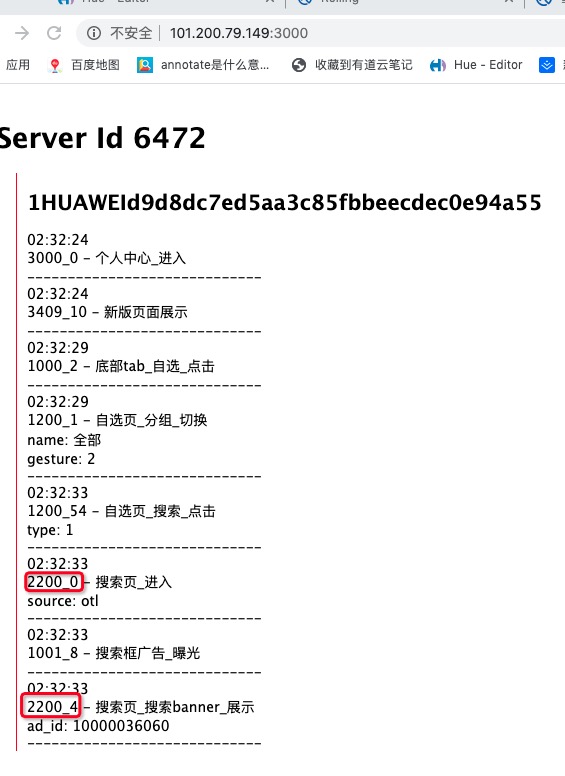 Hue - Editor
Rolling
不安全
101.200.79.149:3000
应用
百度地图
annotate是什么意...
收藏到有道云笔记
Hue - Editor
Server Id 6472
1HUAWEId9d8dc7ed5aa3c85fbbeecdec0e94a55
02:32:24
3000_0 - 个人中心_进入
------------------------------
02:32:24
3409_10 - 新版页面展示
------------------------------
02:32:29
1000_2 - 底部tab_自选_点击
------------------------------
02:32:29
1200_1 - 自选页_分组_切换
name: 全部
gesture: 2
------------------------------
02:32:33
1200_54 - 自选页_搜索_点击
type: 1
------------------------------
02:32:33
2200_0 - 搜索页_进入
source: otl
------------------------------
02:32:33
1001_8 - 搜索框广告_曝光
------------------------------
02:32:33
2200_4 - 搜索页_搜索banner_展示
ad_id: 10000036060
------------------------------